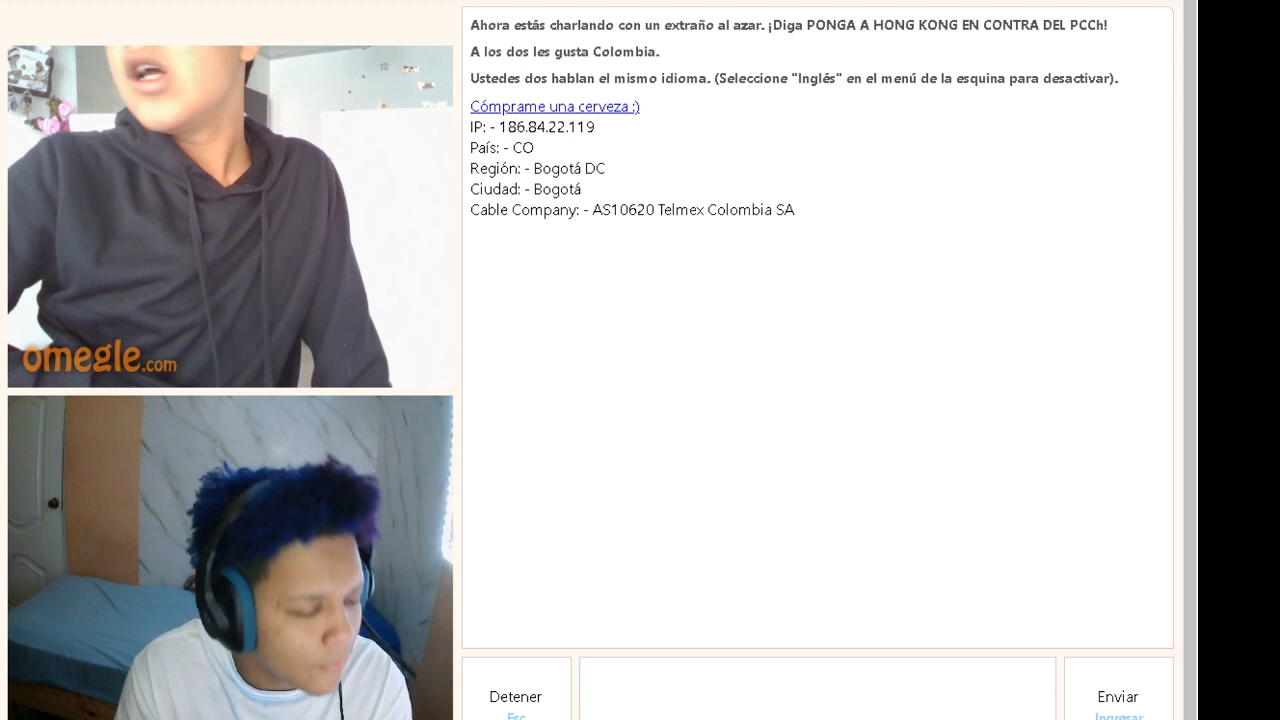 Ahora estás charlando con un extraño al azar. ¡Diga PONGA A HONG KONG EN CONTRA DEL PCCh!
A los dos les gusta Colombia.
Ustedes dos hablan el mismo idioma. (Seleccione "Inglés" en el menú de la esquina para desactivar).
Cómprame una cerveza :)
IP: - 186.84.22.119
País: - CO
Región: - Bogotá DC
Ciudad: - Bogotá
Cable Company: - AS10620 Telmex Colombia SA
omegle.com
Detener
Esc
Enviar
Ingresar